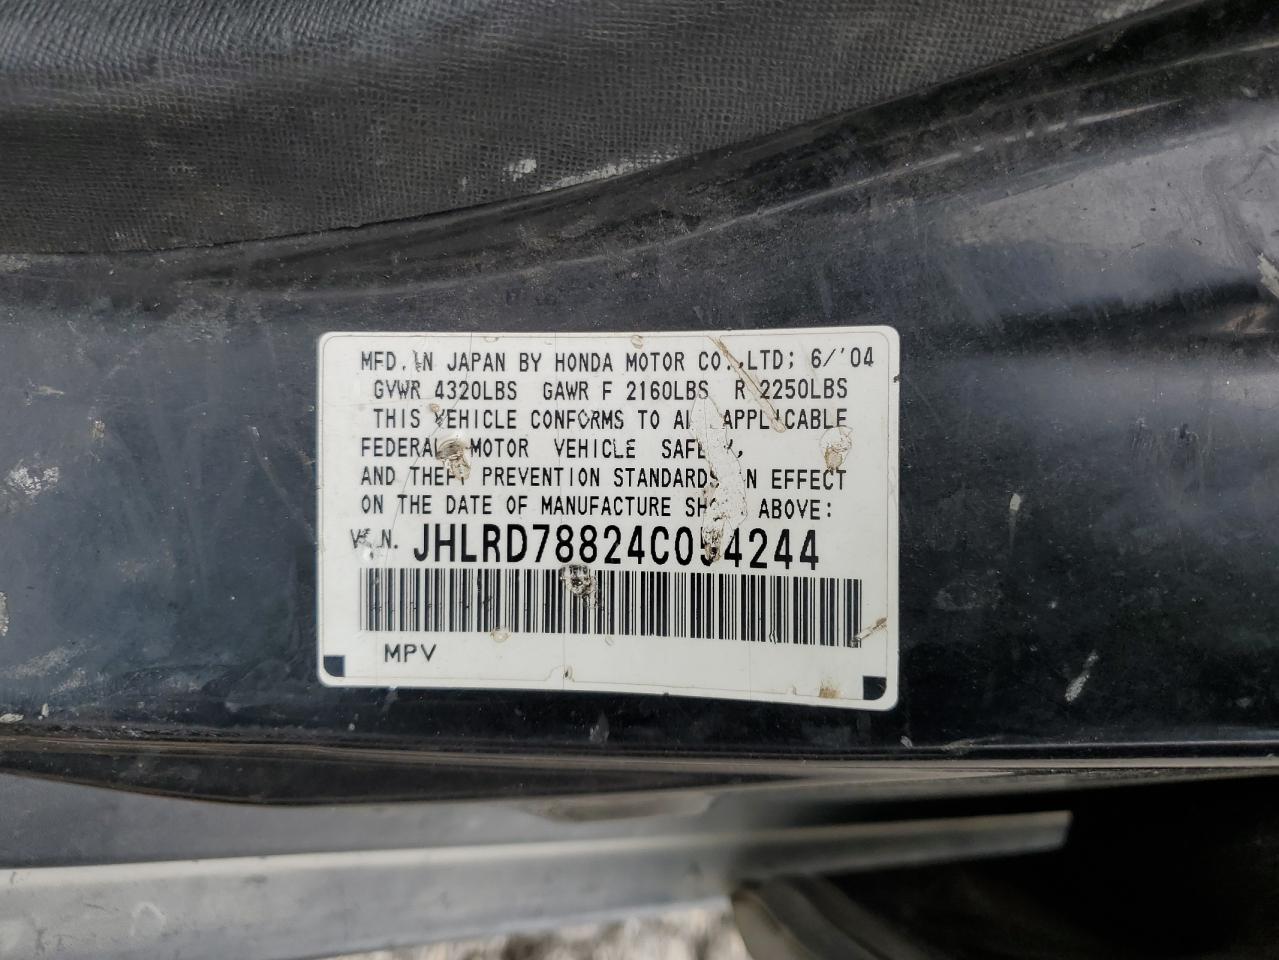 MFD. IN JAPAN BY HONDA MOTOR CO.,LTD; 6/'04
GVWR 4320LBS GAWR F 2160LBS R 2250LBS
THIS VEHICLE CONFORMS TO ALL APPLICABLE
FEDERAL MOTOR VEHICLE SAFETY,
AND THEFT PREVENTION STANDARDS IN EFFECT
ON THE DATE OF MANUFACTURE SHOWN ABOVE:
V.I.N. JHLRD78824C054244
MPV